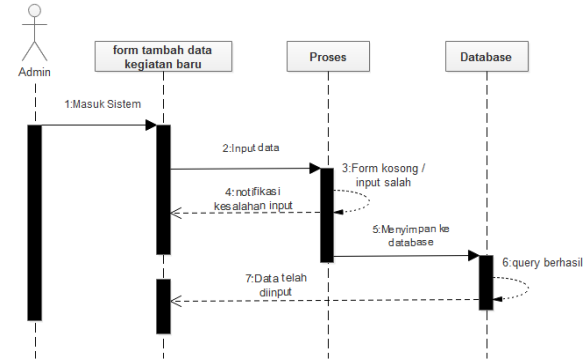 Admin
form tambah data
kegiatan baru
Proses
Database
1:Masuk Sistem
2:Input data
3:Form kosong /
input salah
4:notifikasi
kesalahan input
5:Menyimpan ke
database
6:query berhasil
7:Data telah
diinput